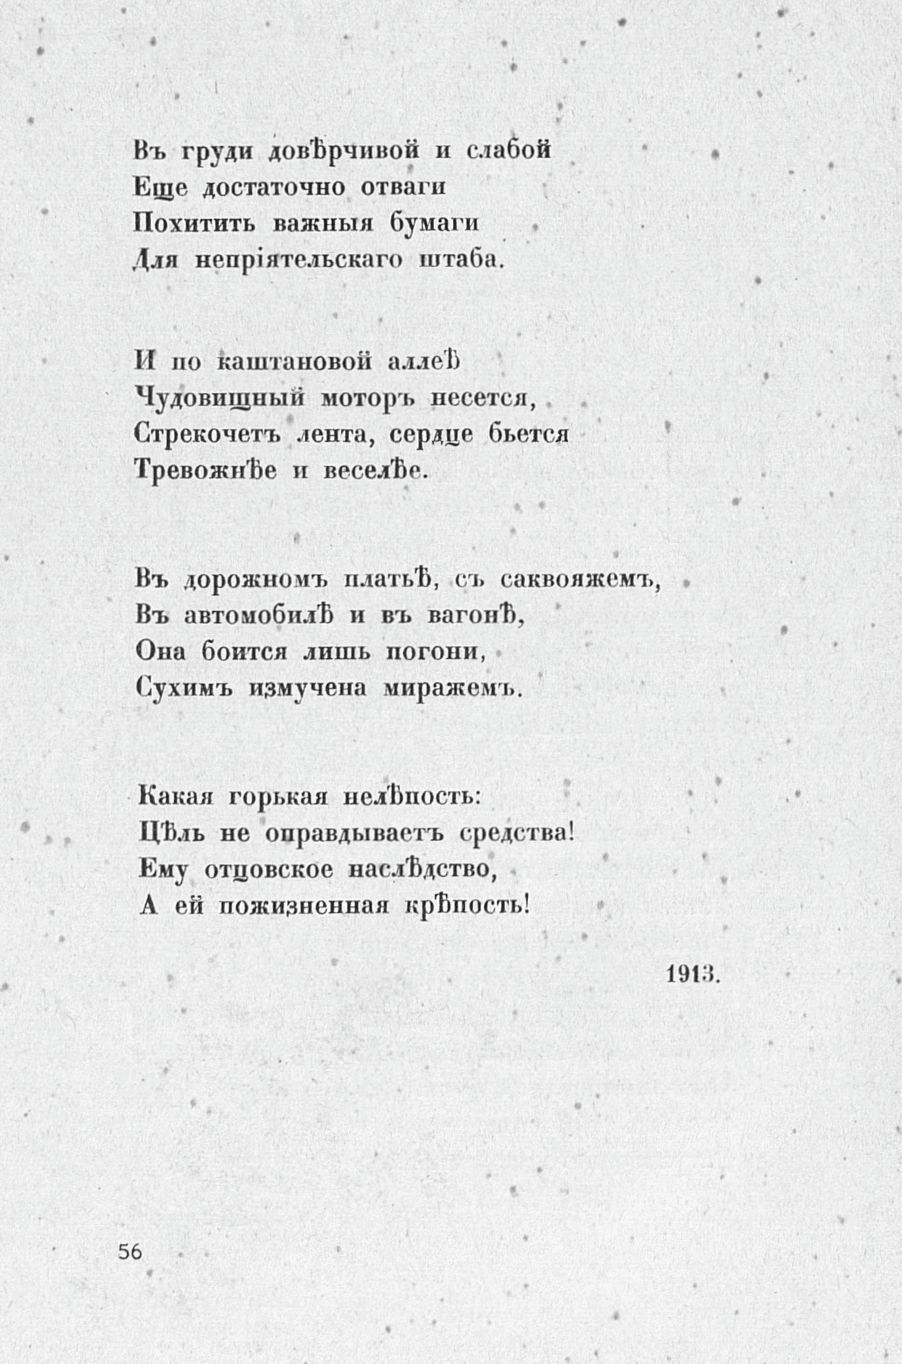 Въ груди довѣрчивой и слабой
Еще достаточно отваги
Похитить важныя бумаги
Для непріятельскаго штаба.
И по каштановой аллеѣ
Чудовищный моторъ несется,
Стрекочетъ лента, сердце бьется
Тревожнѣе и веселѣе.
Въ дорожномъ платьѣ, съ саквояжемъ,
Въ автомобилѣ и въ вагонѣ,
Она боится лишь погони,
Сухимъ измучена миражемъ.
Какая горькая нелѣпость:
Цѣль не оправдываетъ средства!
Ему отцовское наслѣдство,
А ей пожизненная крѣпость!
1913.
56